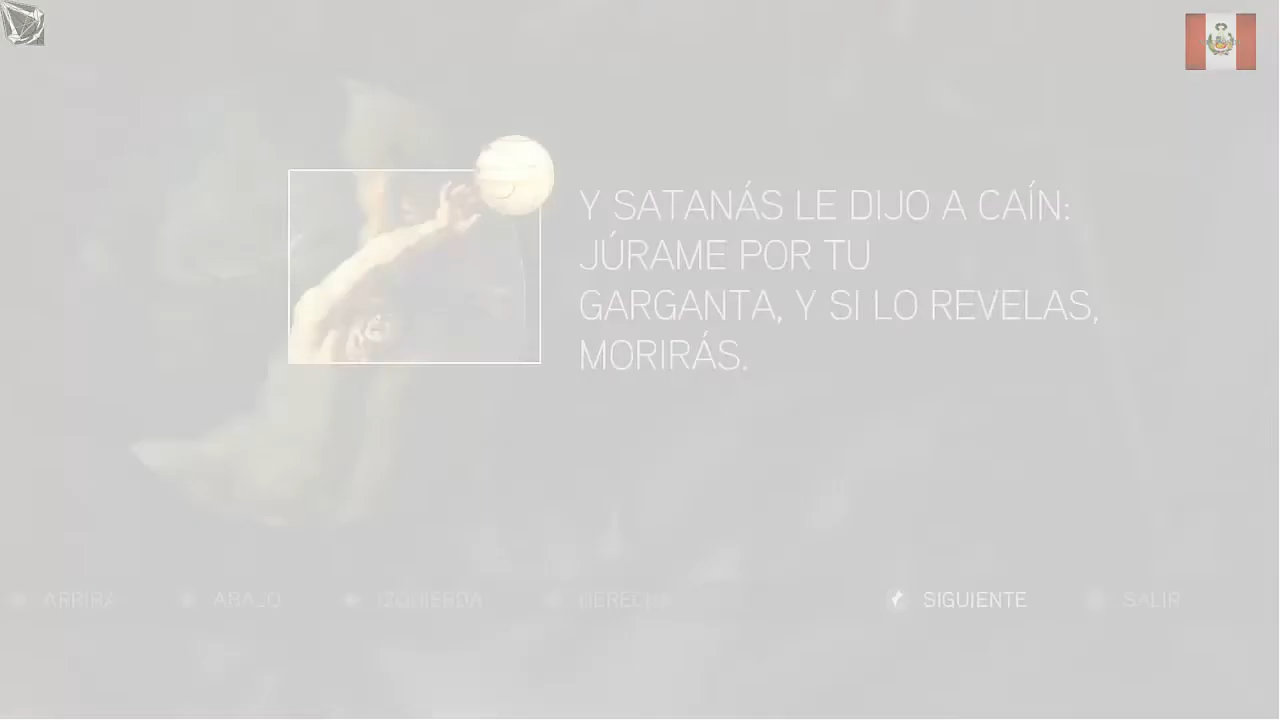 Y SATANÁS LE DIJO A CAÍN:
JÚRAME POR TU
GARGANTA, Y SI LO REVELAS,
MORIRÁS.
ARRIBA ABAJO IZQUIERDA DERECHA SIGUIENTE SALIR